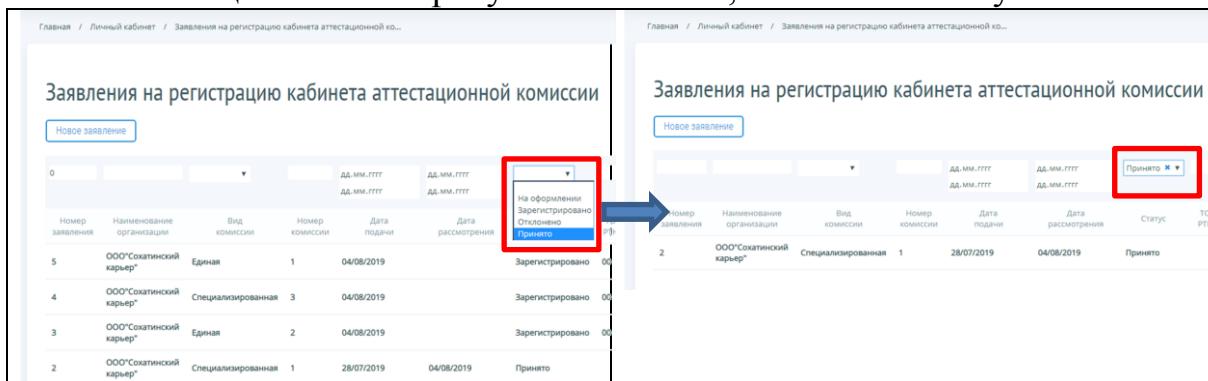 Главная / Личный кабинет / Заявления на регистрацию кабинета аттестационной ко...
Заявления на регистрацию кабинета аттестационной комиссии
Новое заявление
0
дд.мм.гггг дд.мм.гггг
дд.мм.гггг дд.мм.гггг
На оформлении
Зарегистрировано
Отклонено
Принято
Номер заявления Наименование организации Вид комиссии Номер комиссии Дата подачи Дата рассмотрения
5 ООО"Сохатинский карьер" Единая 1 04/08/2019 Зарегистрировано 00
4 ООО"Сохатинский карьер" Специализированная 3 04/08/2019 Зарегистрировано 00
3 ООО"Сохатинский карьер" Единая 2 04/08/2019 Зарегистрировано 00
2 ООО"Сохатинский карьер" Специализированная 1 28/07/2019 04/08/2019 Принято
Главная / Личный кабинет / Заявления на регистрацию кабинета аттестационной ко...
Заявления на регистрацию кабинета аттестационной комиссии
Новое заявление
дд.мм.гггг дд.мм.гггг Принято
дд.мм.гггг дд.мм.гггг
Номер заявления Наименование организации Вид комиссии Номер комиссии Дата подачи Дата рассмотрения Статус
2 ООО"Сохатинский карьер" Специализированная 1 28/07/2019 04/08/2019 Принято